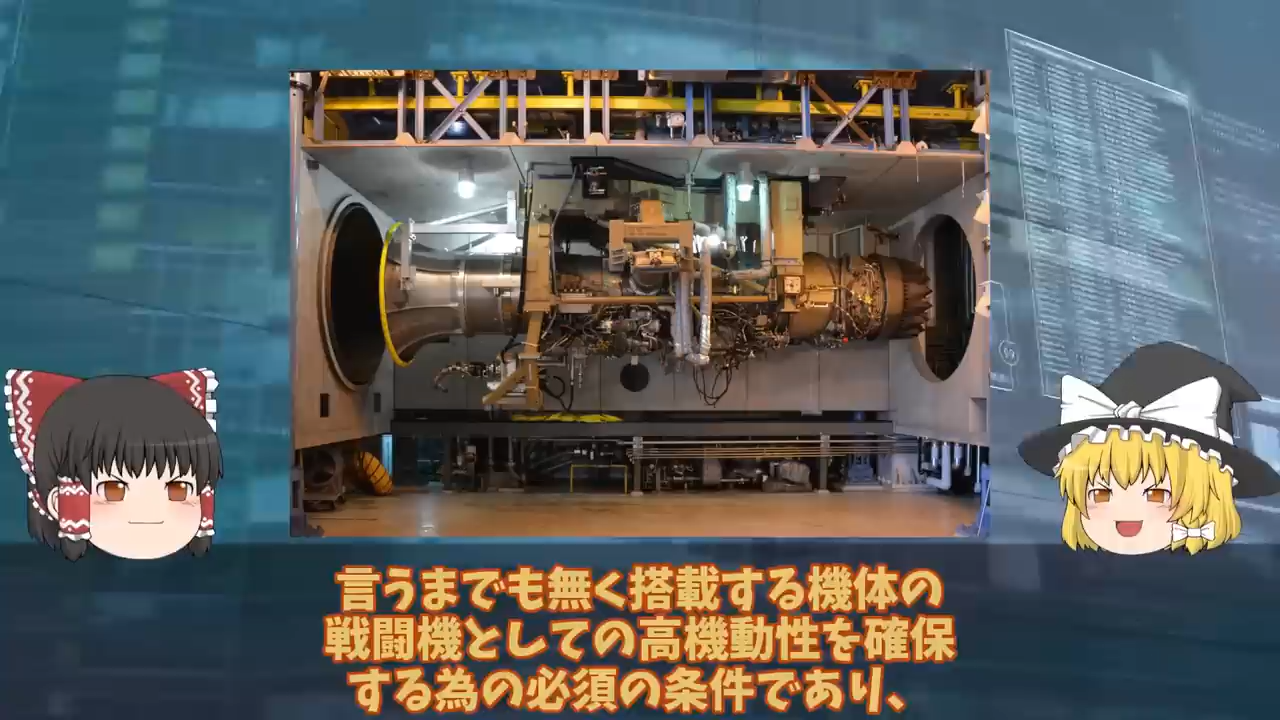 言うまでも無く搭載する機体の
戦闘機としての高機動性を確保
する為の必須の条件であり、